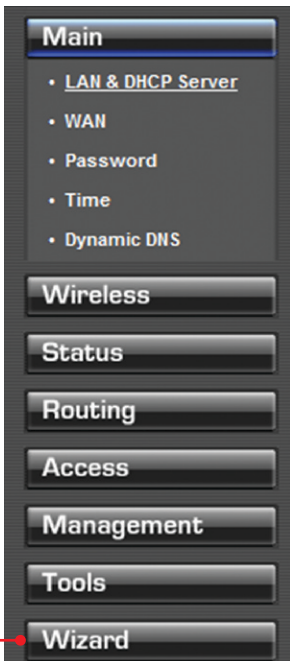 Main
• LAN & DHCP Server
• WAN
• Password
• Time
• Dynamic DNS
Wireless
Status
Routing
Access
Management
Tools
Wizard